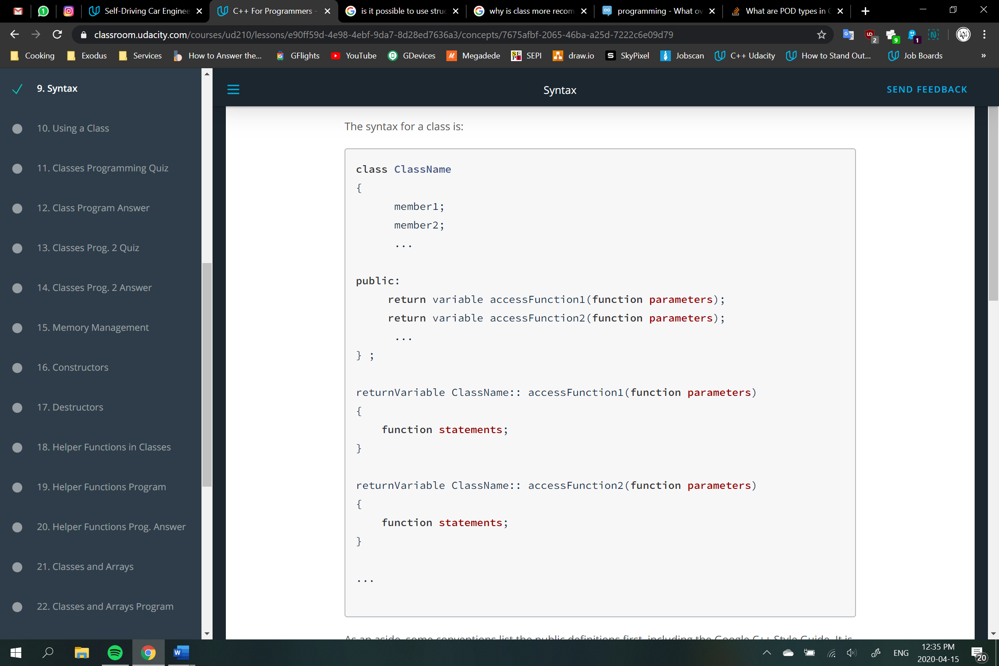 Self-Driving Car Enginee
C++ For Programmers -
is it possible to use struc
why is class more recom
programming - What ov
What are POD types in C
classroom.udacity.com/courses/ud210/lessons/e90ff59d-4e98-4ebf-9da7-8d28ed7636a3/concepts/7675afbf-2065-46ba-a25d-7222c6e09d79
2
9
1
Cooking
Exodus
Services
How to Answer the...
GFlights
YouTube
GDevices
Megadede
SEPI
draw.io
SkyPixel
Jobscan
C++ Udacity
How to Stand Out...
Job Boards
»
9. Syntax
10. Using a Class
11. Classes Programming Quiz
12. Class Program Answer
13. Classes Prog. 2 Quiz
14. Classes Prog. 2 Answer
15. Memory Management
16. Constructors
17. Destructors
18. Helper Functions in Classes
19. Helper Functions Program
20. Helper Functions Prog. Answer
21. Classes and Arrays
22. Classes and Arrays Program
Syntax
SEND FEEDBACK
The syntax for a class is:
class ClassName
{
member1;
member2;
...
public:
return variable accessFunction1(function parameters);
return variable accessFunction2(function parameters);
...
} ;
returnVariable ClassName:: accessFunction1(function parameters)
{
function statements;
}
returnVariable ClassName:: accessFunction2(function parameters)
{
function statements;
}
...
As an aside, some conventions list the public definitions first, including the Google C++ Style Guide. It is
ENG
12:35 PM
2020-04-15
20